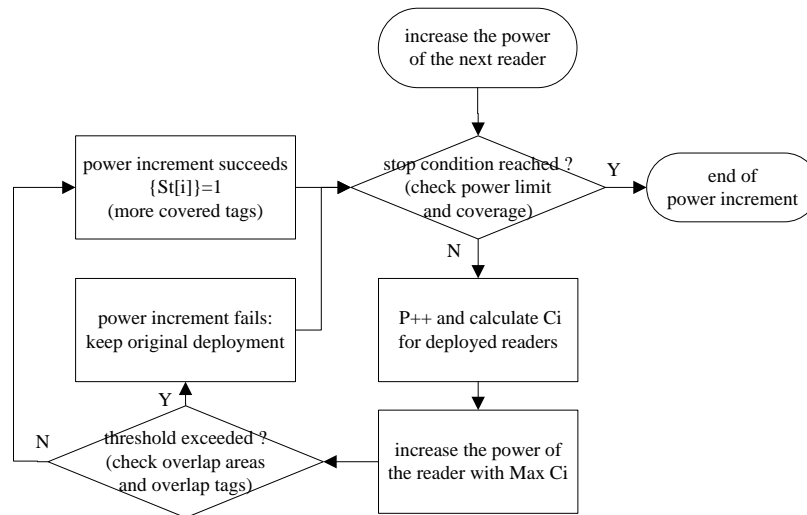 increase the power
of the next reader
power increment succeeds
{St[i]}=1
(more covered tags)
stop condition reached ?
(check power limit
and coverage)
Y
end of
power increment
N
power increment fails:
keep original deployment
P++ and calculate Ci
for deployed readers
Y
N
threshold exceeded ?
(check overlap areas
and overlap tags)
increase the power of
the reader with Max Ci